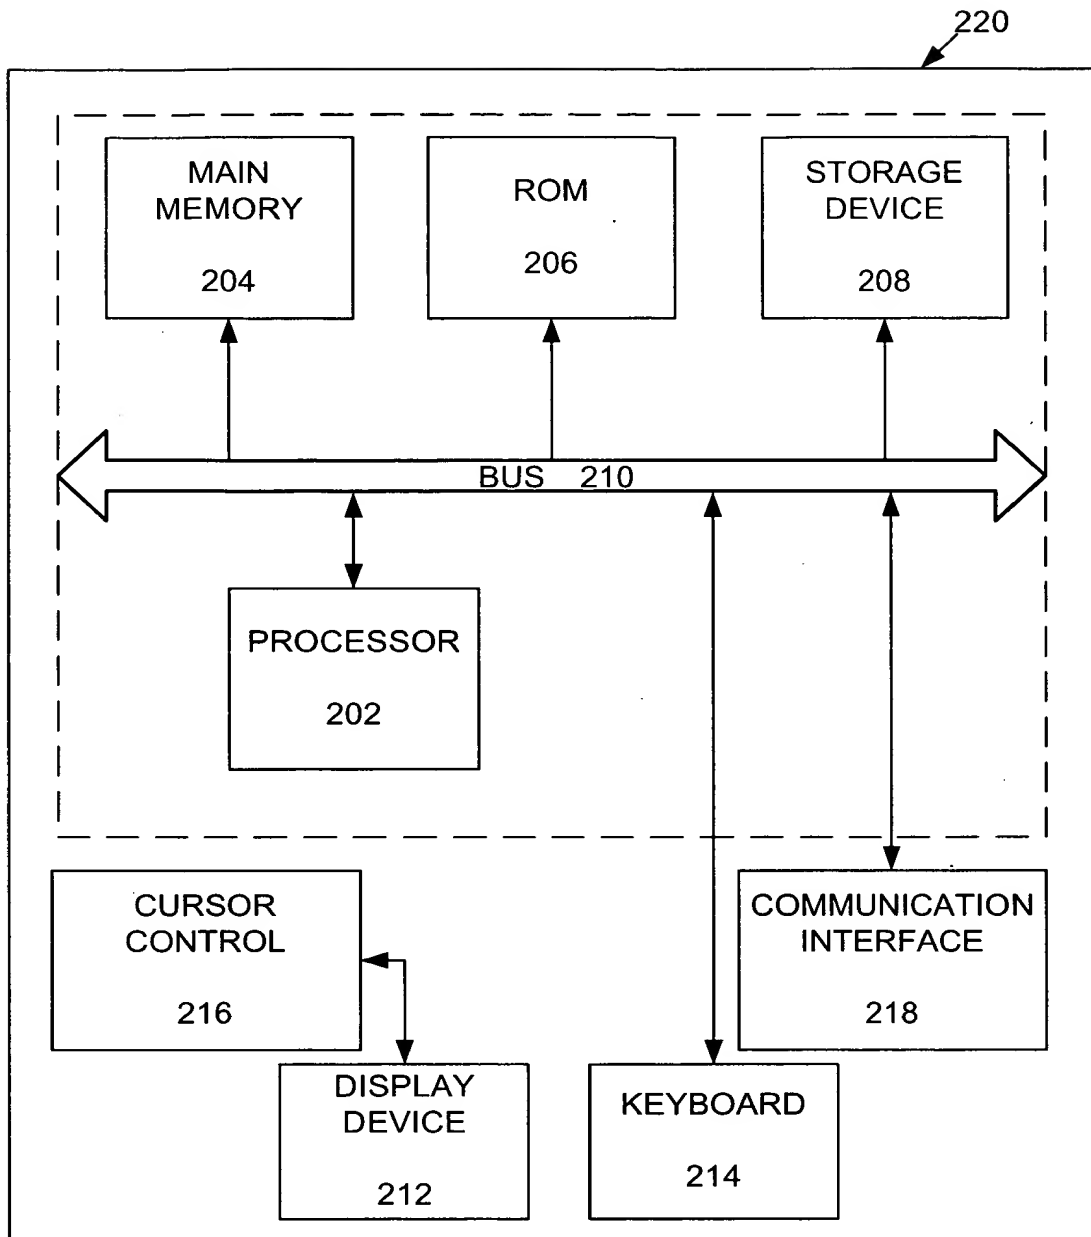 220
MAIN
MEMORY
204
ROM
206
STORAGE
DEVICE
208
BUS 210
PROCESSOR
202
CURSOR
CONTROL
216
COMMUNICATION
INTERFACE
218
DISPLAY
DEVICE
212
KEYBOARD
214